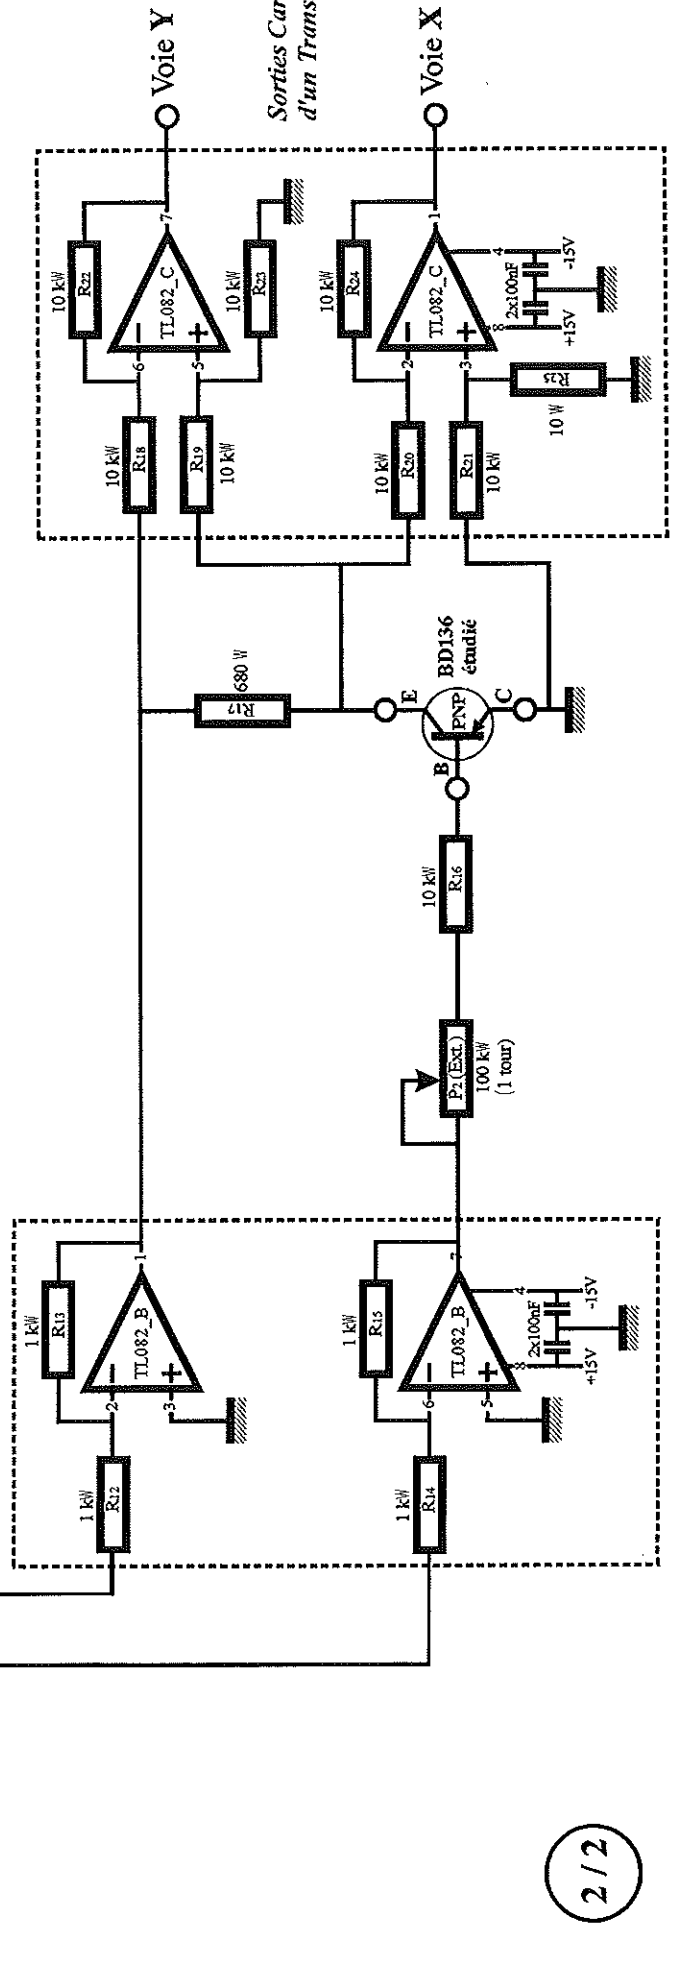 Voie Y
Sorties Car
d'un Trans
Voie X
10 kW
R22
7
TL082_C
6
5
10 kW
R23
10 kW
R18
R19
10 kW
10 kW
R24
1
TL082_C
2
3
4
8
2x100nF
+15V
-15V
R25
10 W
10 kW
R20
R21
10 kW
R17
680 W
E
BD136
étudié
PNP
C
B
10 kW
R16
P2 (Ext.)
100 kW
(1 tour)
1 kW
R13
1
TL082_B
2
3
1 kW
R12
1 kW
R15
7
TL082_B
6
5
4
8
2x100nF
+15V
-15V
1 kW
R14
2 / 2